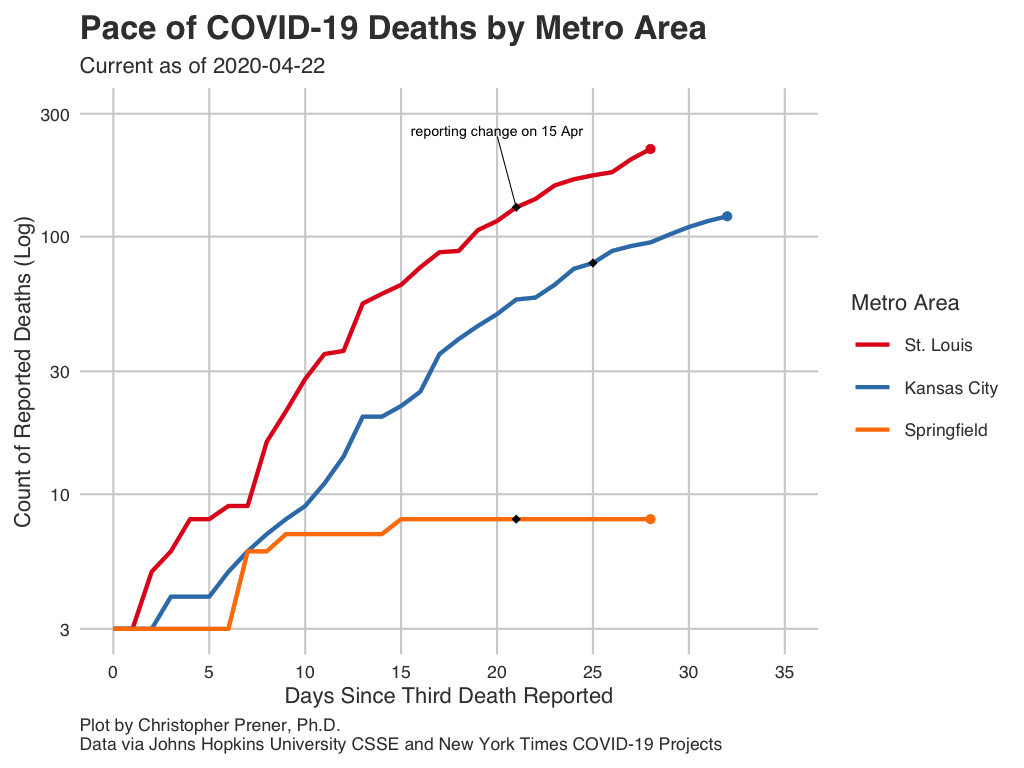 Pace of COVID-19 Deaths by Metro Area
Current as of 2020-04-22
Count of Reported Deaths (Log)
300
100
30
10
3
reporting change on 15 Apr
0 5 10 15 20 25 30 35
Days Since Third Death Reported
Metro Area
St. Louis
Kansas City
Springfield
Plot by Christopher Prener, Ph.D.
Data via Johns Hopkins University CSSE and New York Times COVID-19 Projects